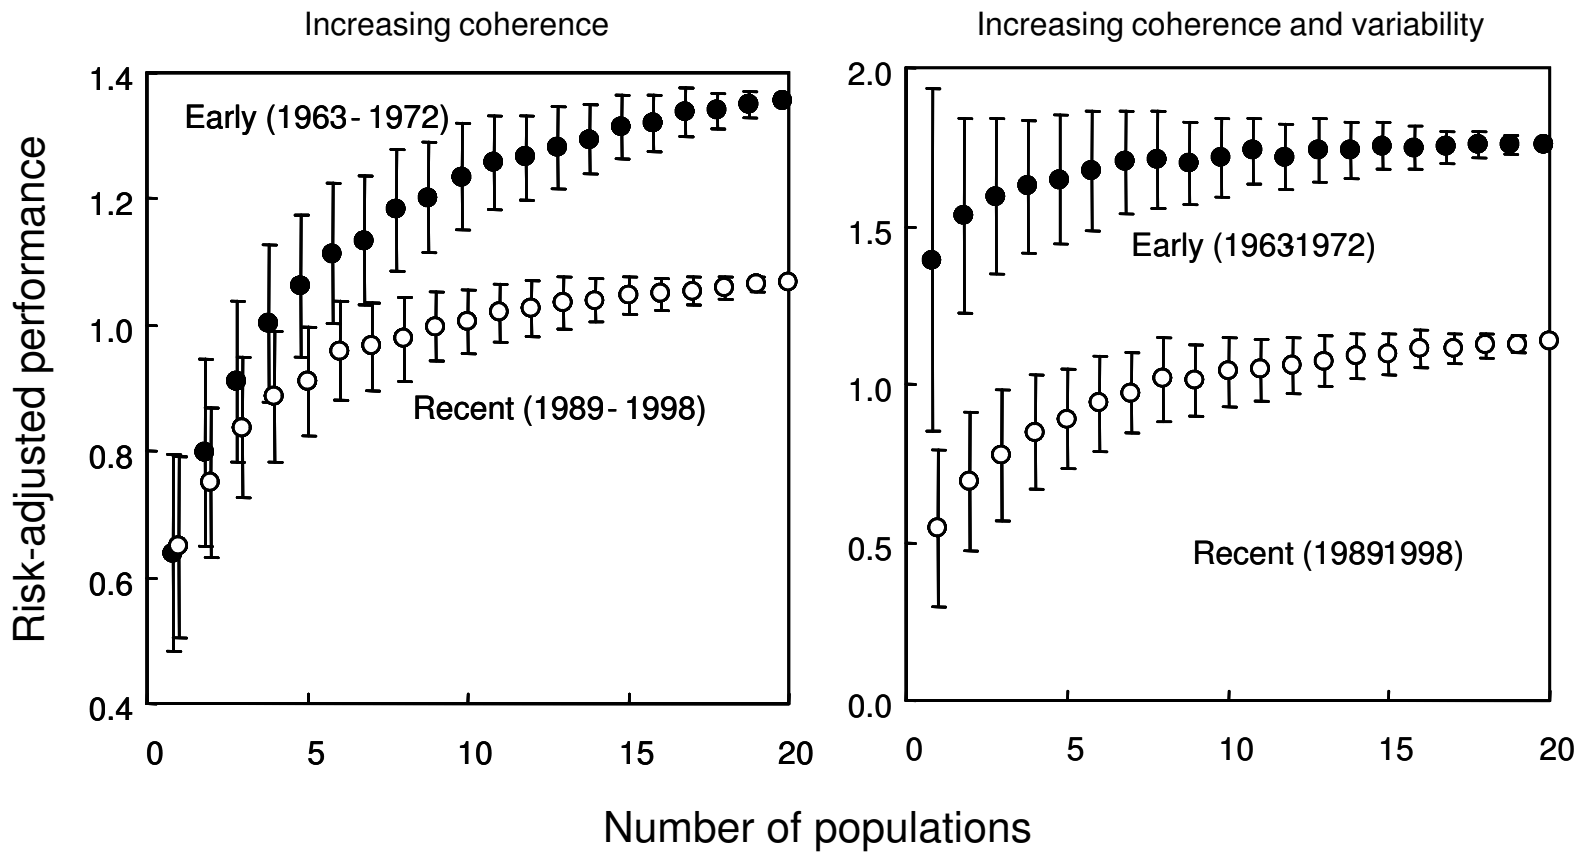 Increasing coherence
Increasing coherence and variability
Risk-adjusted performance
1.4
1.2
1.0
0.8
0.6
0.4
Early (1963 - 1972)
Recent (1989 - 1998)
0 5 10 15 20
2.0
1.5
1.0
0.5
0.0
Early (19631972)
Recent (19891998)
0 5 10 15 20
Number of populations